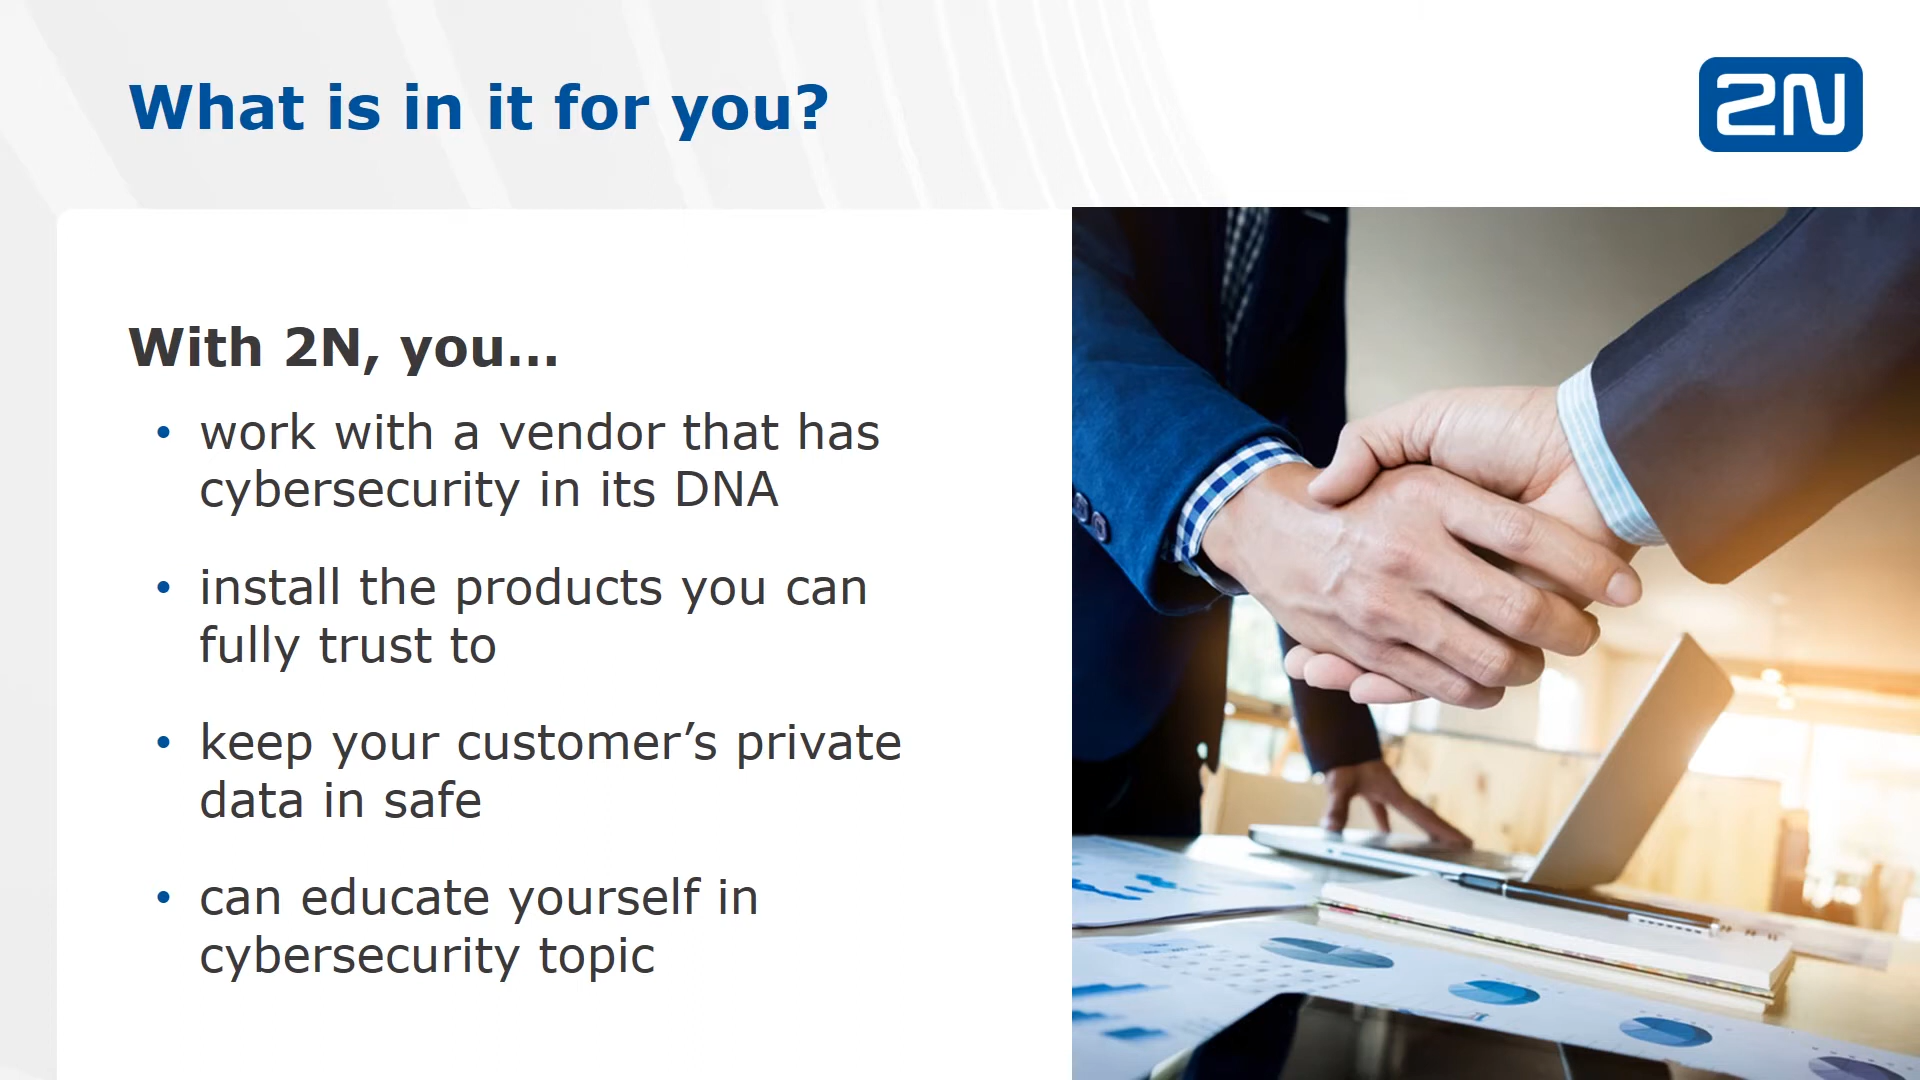 What is in it for you?
2N
With 2N, you...
• work with a vendor that has
cybersecurity in its DNA
• install the products you can
fully trust to
• keep your customer’s private
data in safe
• can educate yourself in
cybersecurity topic